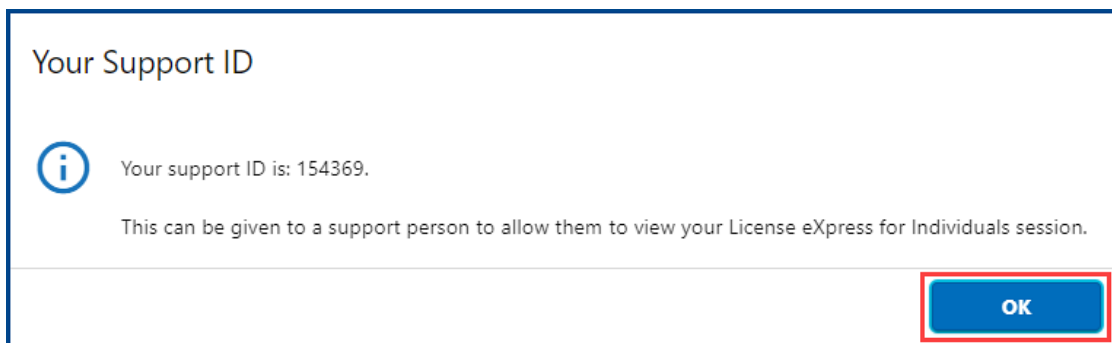 Your Support ID
Your support ID is: 154369.
This can be given to a support person to allow them to view your License eXpress for Individuals session.
OK